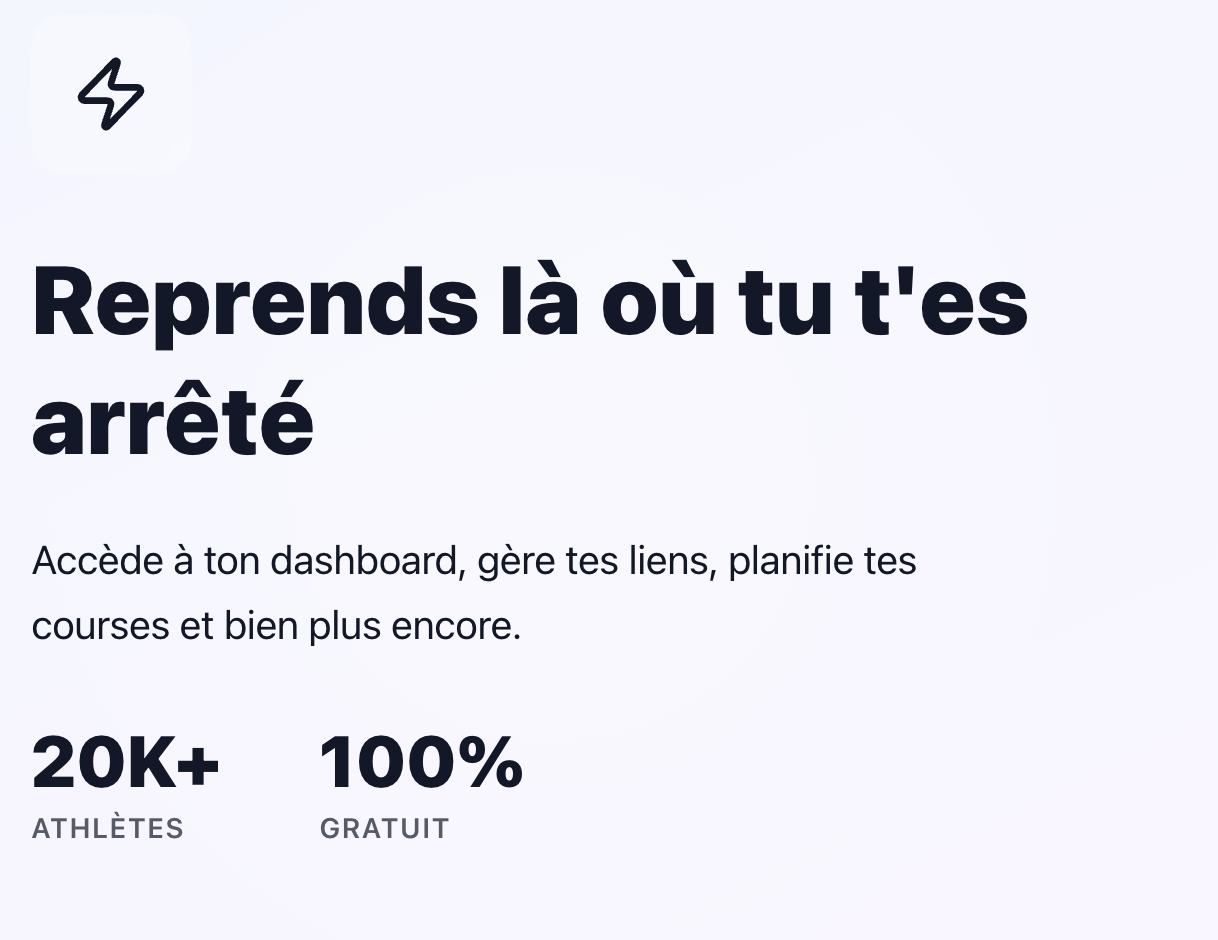 Reprends là où tu t'es
arrêté
Accède à ton dashboard, gère tes liens, planifie tes
courses et bien plus encore.
20K+ 100%
ATHLÈTES GRATUIT